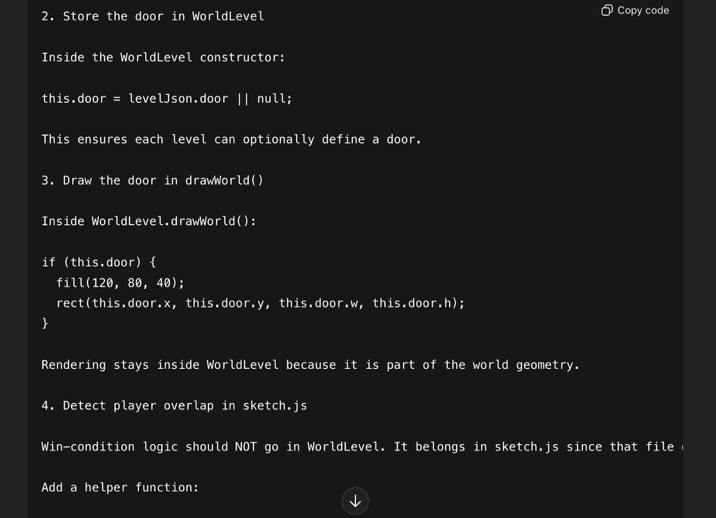 Copy code
2. Store the door in WorldLevel
Inside the WorldLevel constructor:
this.door = levelJson.door || null;
This ensures each level can optionally define a door.
3. Draw the door in drawWorld()
Inside WorldLevel.drawWorld():
if (this.door) {
  fill(120, 80, 40);
  rect(this.door.x, this.door.y, this.door.w, this.door.h);
}
Rendering stays inside WorldLevel because it is part of the world geometry.
4. Detect player overlap in sketch.js
Win-condition logic should NOT go in WorldLevel. It belongs in sketch.js since that file
Add a helper function: